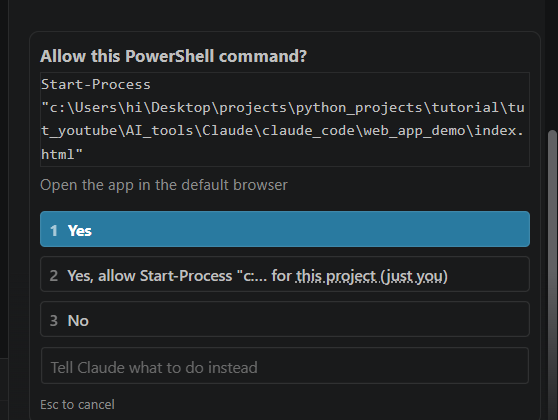 Allow this PowerShell command?
Start-Process
"c:\Users\hi\Desktop\projects\python_projects\tutorial\tu
t_youtube\AI_tools\Claude\claude_code\web_app_demo\index.
html"
Open the app in the default browser
1 Yes
2 Yes, allow Start-Process "c:... for this project (just you)
3 No
Tell Claude what to do instead
Esc to cancel